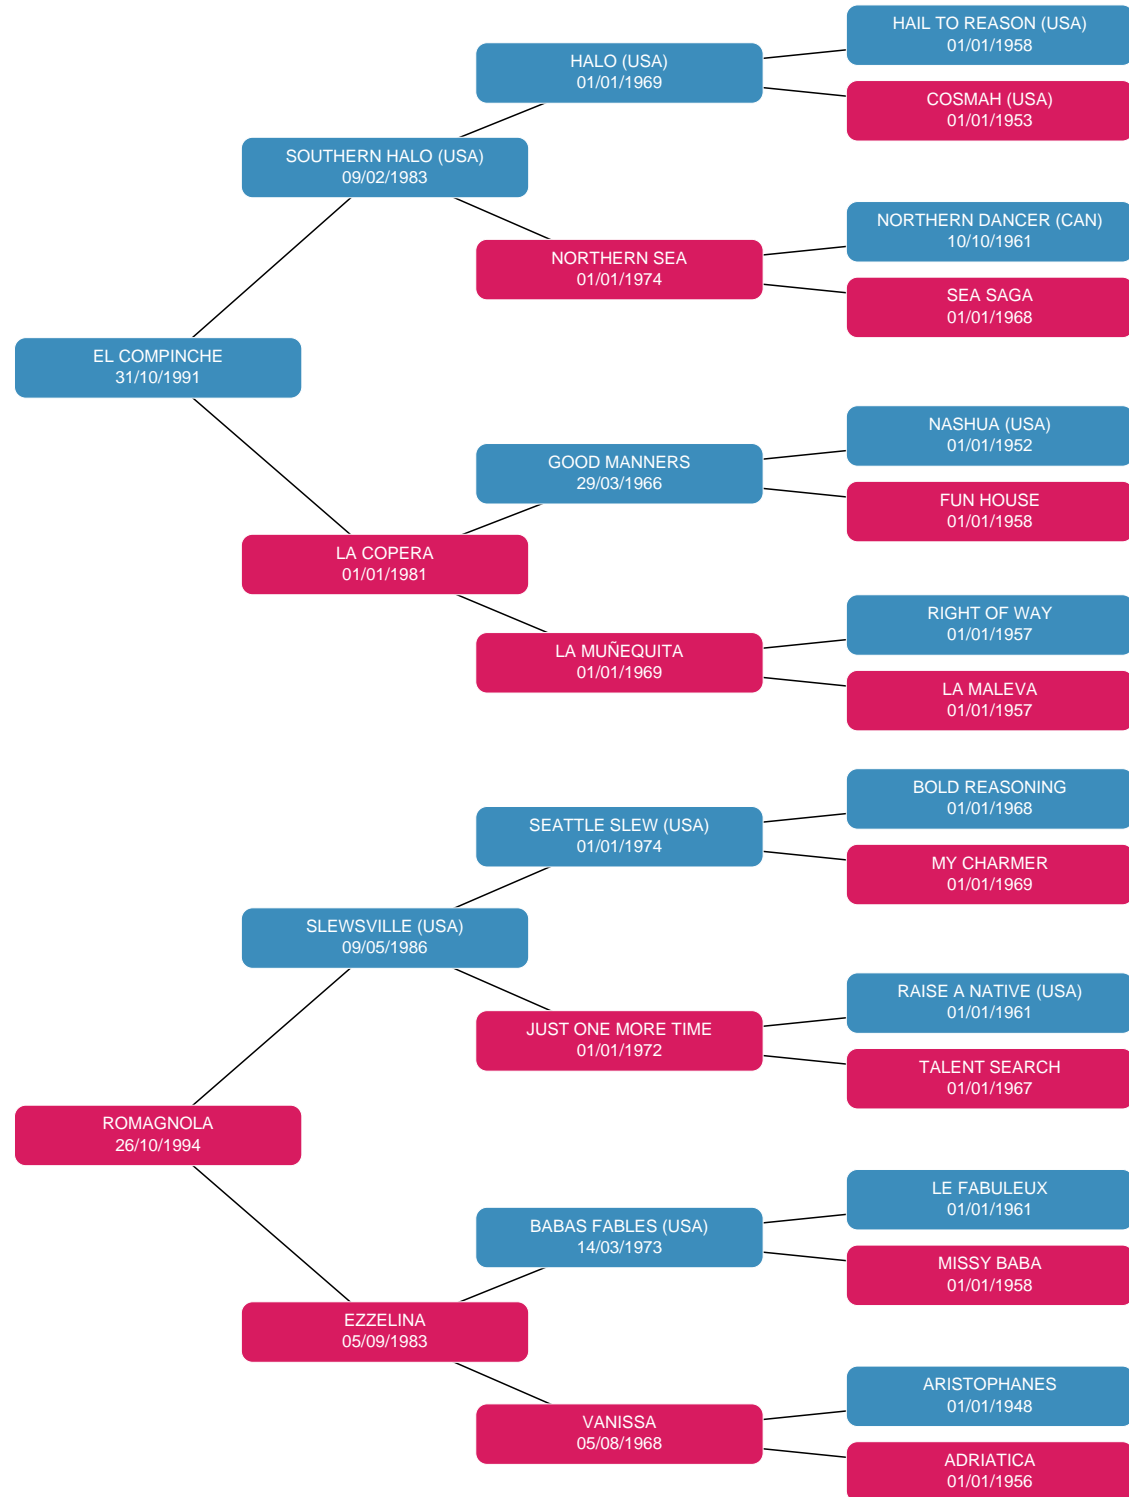 HAIL TO REASON (USA)
01/01/1958
HALO (USA)
01/01/1969
COSMAH (USA)
01/01/1953
SOUTHERN HALO (USA)
09/02/1983
NORTHERN DANCER (CAN)
10/10/1961
NORTHERN SEA
01/01/1974
SEA SAGA
01/01/1968
EL COMPINCHE
31/10/1991
NASHUA (USA)
01/01/1952
GOOD MANNERS
29/03/1966
FUN HOUSE
01/01/1958
LA COPERA
01/01/1981
RIGHT OF WAY
01/01/1957
LA MUÑEQUITA
01/01/1969
LA MALEVA
01/01/1957
BOLD REASONING
01/01/1968
SEATTLE SLEW (USA)
01/01/1974
MY CHARMER
01/01/1969
SLEWSVILLE (USA)
09/05/1986
RAISE A NATIVE (USA)
01/01/1961
JUST ONE MORE TIME
01/01/1972
TALENT SEARCH
01/01/1967
ROMAGNOLA
26/10/1994
LE FABULEUX
01/01/1961
BABAS FABLES (USA)
14/03/1973
MISSY BABA
01/01/1958
EZZELINA
05/09/1983
ARISTOPHANES
01/01/1948
VANISSA
05/08/1968
ADRIATICA
01/01/1956